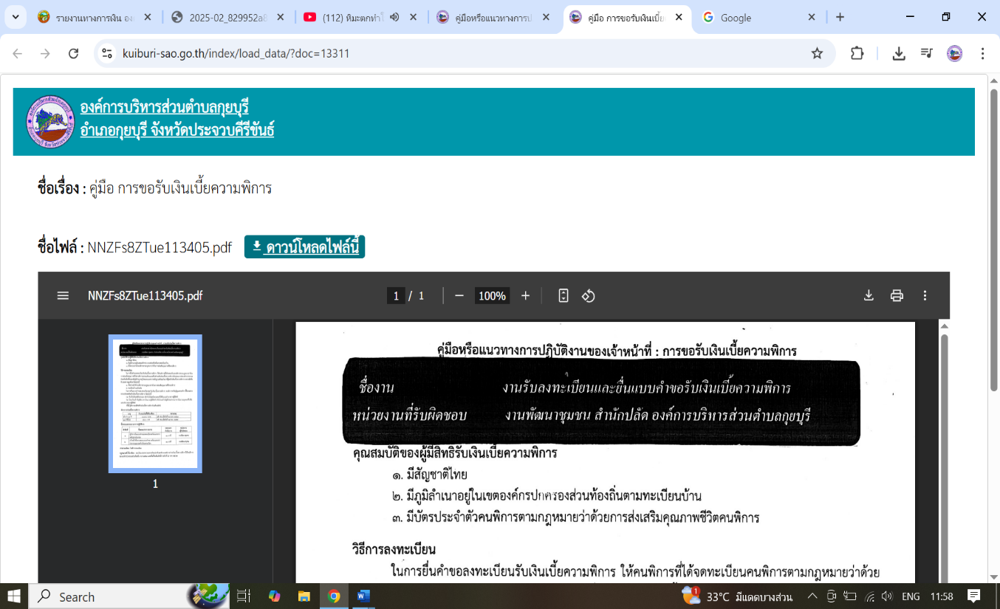 รายงานทางการเงิน อง
2025-02_829952a8
(112) หิมะตกทำ
คู่มือหรือแนวทางการป
คู่มือ การขอรับเงินเบี้ย
Google
kuiburi-sao.go.th/index/load_data/?doc=13311
องค์การบริหารส่วนตำบลกุยบุรี
อำเภอกุยบุรี จังหวัดประจวบคีรีขันธ์
ชื่อเรื่อง : คู่มือ การขอรับเงินเบี้ยความพิการ
ชื่อไฟล์ : NNZFs8ZTue113405.pdf ดาวน์โหลดไฟล์นี้
NNZFs8ZTue113405.pdf 1 / 1 100%
คู่มือหรือแนวทางการปฏิบัติงานของเจ้าหน้าที่ : การขอรับเงินเบี้ยความพิการ
ชื่องาน งานรับลงทะเบียนและยื่นแบบคำขอรับเงินเบี้ยความพิการ
หน่วยงานที่รับผิดชอบ งานพัฒนาชุมชน สำนักปลัด องค์การบริหารส่วนตำบลกุยบุรี
คุณสมบัติของผู้มีสิทธิรับเงินเบี้ยความพิการ
๑. มีสัญชาติไทย
๒. มีภูมิลำเนาอยู่ในเขตองค์กรปกครองส่วนท้องถิ่นตามทะเบียนบ้าน
๓. มีบัตรประจำตัวคนพิการตามกฎหมายว่าด้วยการส่งเสริมคุณภาพชีวิตคนพิการ
วิธีการลงทะเบียน
ในการยื่นคำขอลงทะเบียนรับเงินเบี้ยความพิการ ให้คนพิการที่ได้จดทะเบียนคนพิการตามกฎหมายว่าด้วย
1
Search
1
33°C มีแดดบางส่วน
ENG
11:58